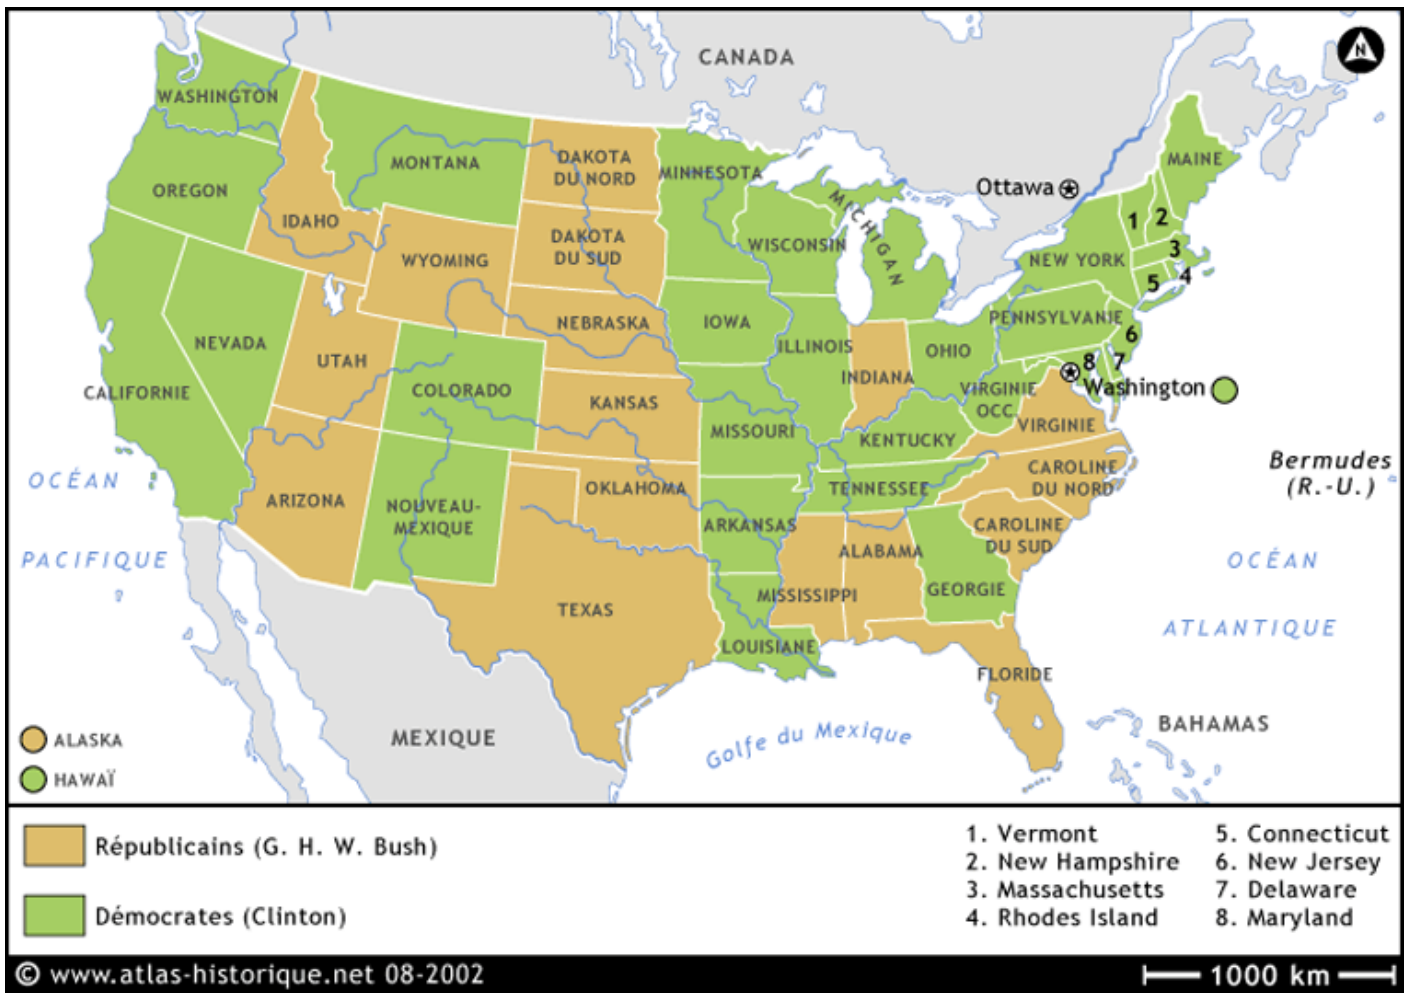 CANADA
N
WASHINGTON
MONTANA
DAKOTA
DU NORD
MINNESOTA
MAINE
OREGON
IDAHO
Ottawa
MICHIGAN
1
2
DAKOTA
DU SUD
WISCONSIN
WYOMING
NEW YORK
3
4
5
NEBRASKA
IOWA
PENNSYLVANIE
6
NEVADA
UTAH
ILLINOIS
OHIO
8
7
COLORADO
INDIANA
CALIFORNIE
VIRGINIE
OCC.
Washington
KANSAS
MISSOURI
KENTUCKY
VIRGINIE
OCÉAN
ARIZONA
NOUVEAU-
MEXIQUE
OKLAHOMA
TENNESSEE
CAROLINE
DU NORD
Bermudes
(R.-U.)
ARKANSAS
CAROLINE
DU SUD
PACIFIQUE
ALABAMA
OCÉAN
TEXAS
MISSISSIPPI
GEORGIE
ATLANTIQUE
LOUISIANE
FLORIDE
MEXIQUE
Golfe du Mexique
BAHAMAS
ALASKA
HAWAÏ
Républicains (G. H. W. Bush)
Démocrates (Clinton)
1. Vermont
2. New Hampshire
3. Massachusetts
4. Rhodes Island
5. Connecticut
6. New Jersey
7. Delaware
8. Maryland
© www.atlas-historique.net 08-2002
1000 km